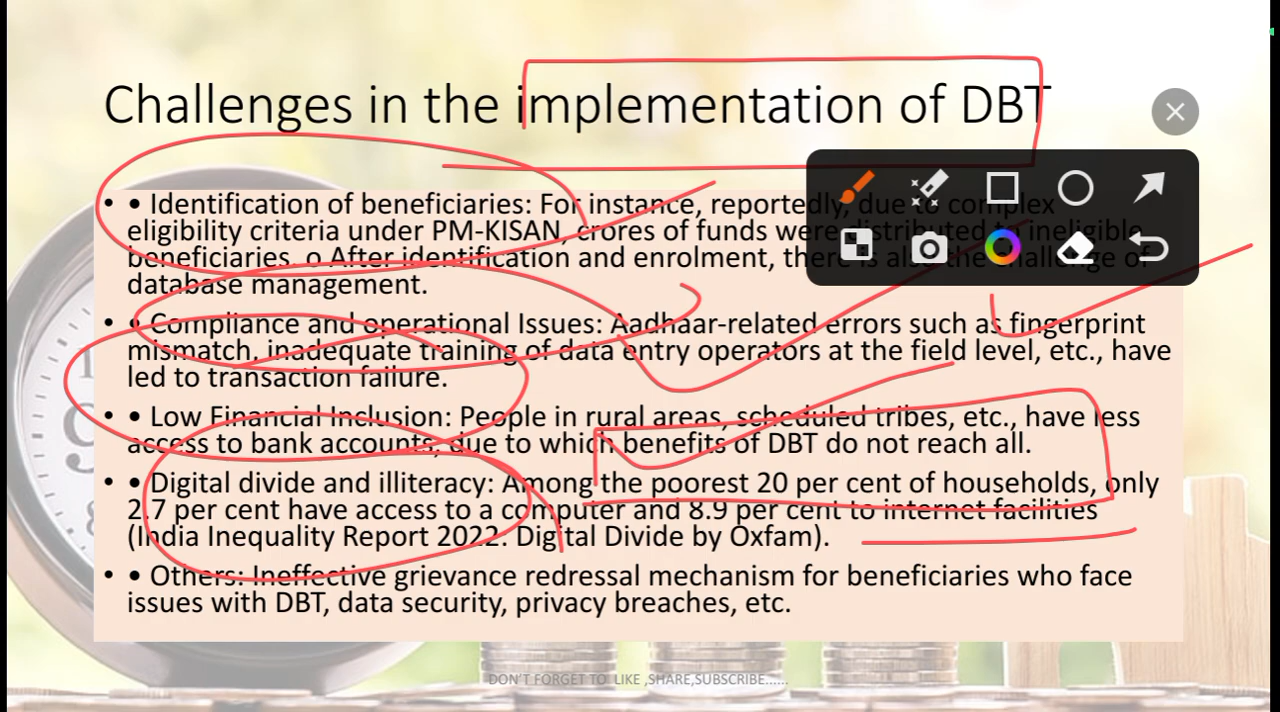 Challenges in the implementation of DBT
• • Identification of beneficiaries: For instance, reportedly, due to complex
eligibility criteria under PM-KISAN, crores of funds were distributed to ineligible
beneficiaries. o After identification and enrolment, there is also the challenge of
database management.
• • Compliance and operational Issues: Aadhaar-related errors such as fingerprint
mismatch, inadequate training of data entry operators at the field level, etc., have
led to transaction failure.
• • Low Financial Inclusion: People in rural areas, scheduled tribes, etc., have less
access to bank accounts, due to which benefits of DBT do not reach all.
• • Digital divide and illiteracy: Among the poorest 20 per cent of households, only
2.7 per cent have access to a computer and 8.9 per cent to internet facilities
(India Inequality Report 2022: Digital Divide by Oxfam).
• • Others: Ineffective grievance redressal mechanism for beneficiaries who face
issues with DBT, data security, privacy breaches, etc.
DON'T FORGET TO LIKE ,SHARE,SUBSCRIBE......